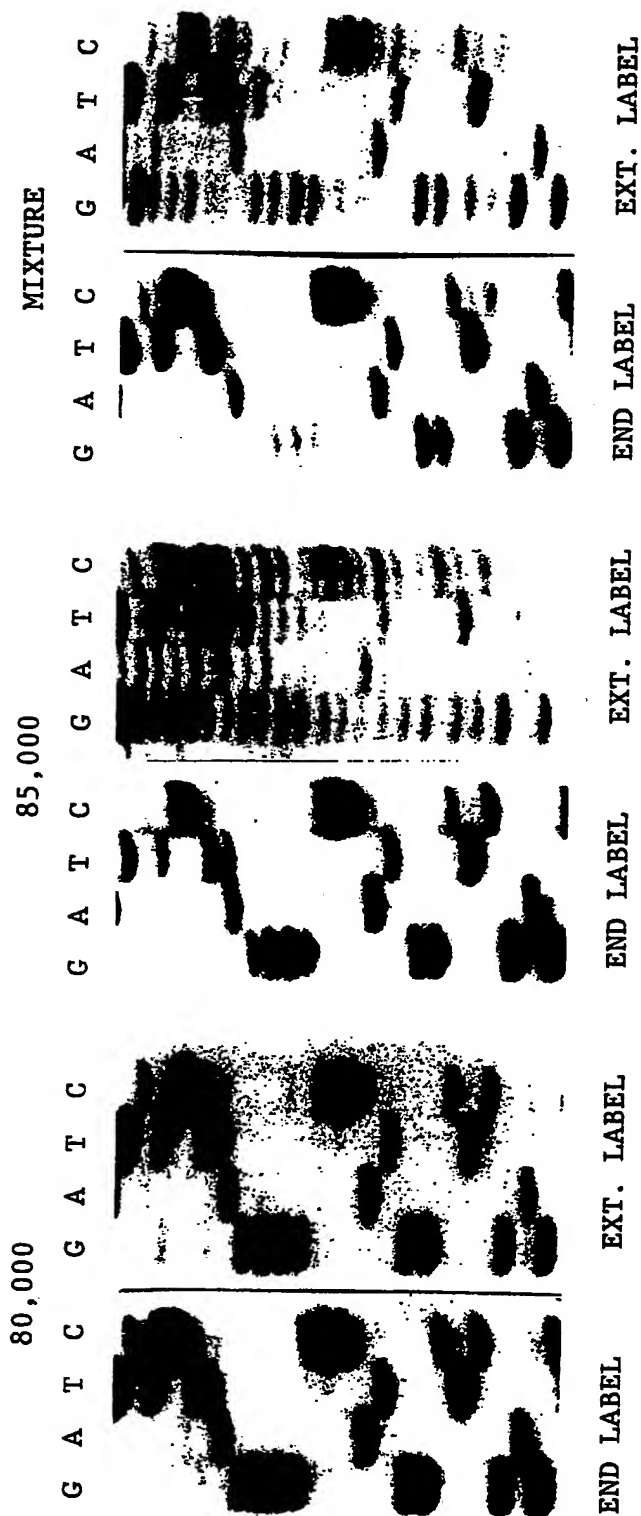 80,000 85,000 MIXTURE
G A T C G A T C G A T C G A T C G A T C G A T C
END LABEL EXT. LABEL END LABEL EXT. LABEL END LABEL EXT. LABEL